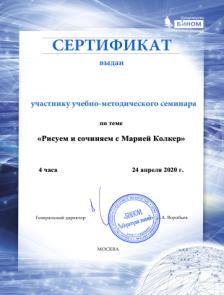 БИНОМ
СЕРТИФИКАТ
выдан
участнику учебно-методического семинара
по теме
«Рисуем и сочиняем с Марией Колкер»
4 часа 24 апреля 2020 г.
«БИНОМ
Лаборатория знаний»
Генеральный директор А. Воробьев
МОСКВА